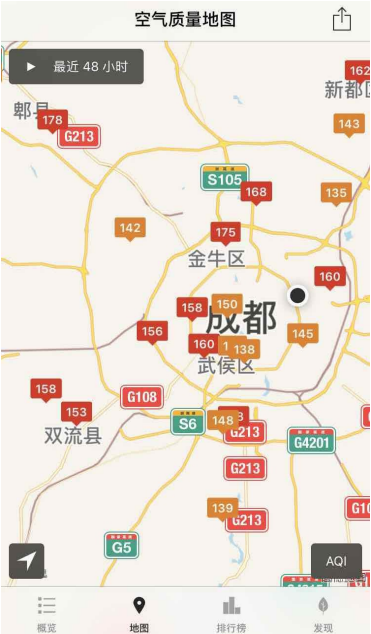 空气质量地图
最近 48 小时
162
新都区
郫县
178
G213
143
S105
168
135
142
175
金牛区
160
158
150
成都
156
145
160
138
武侯区
158
153
G108
双流县
S6
148
G213
G4201
G213
139
G213
G5
AQI
概览
地图
排行榜
发现